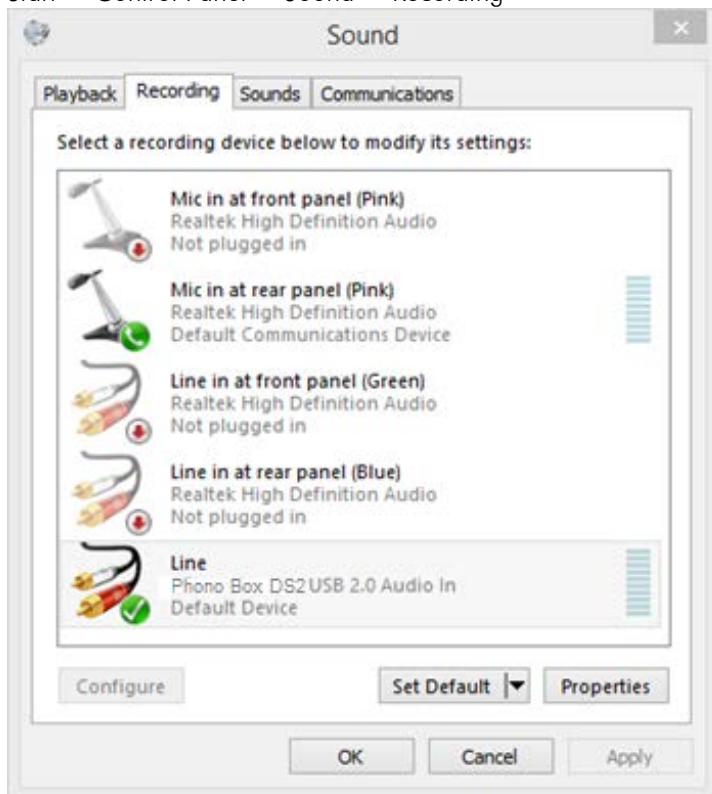 Sound
Playback Recording Sounds Communications
Select a recording device below to modify its settings:
Mic in at front panel (Pink)
Realtek High Definition Audio
Not plugged in
Mic in at rear panel (Pink)
Realtek High Definition Audio
Default Communications Device
Line in at front panel (Green)
Realtek High Definition Audio
Not plugged in
Line in at rear panel (Blue)
Realtek High Definition Audio
Not plugged in
Line
Phono Box DS2 USB 2.0 Audio In
Default Device
Configure Set Default Properties
OK Cancel Apply